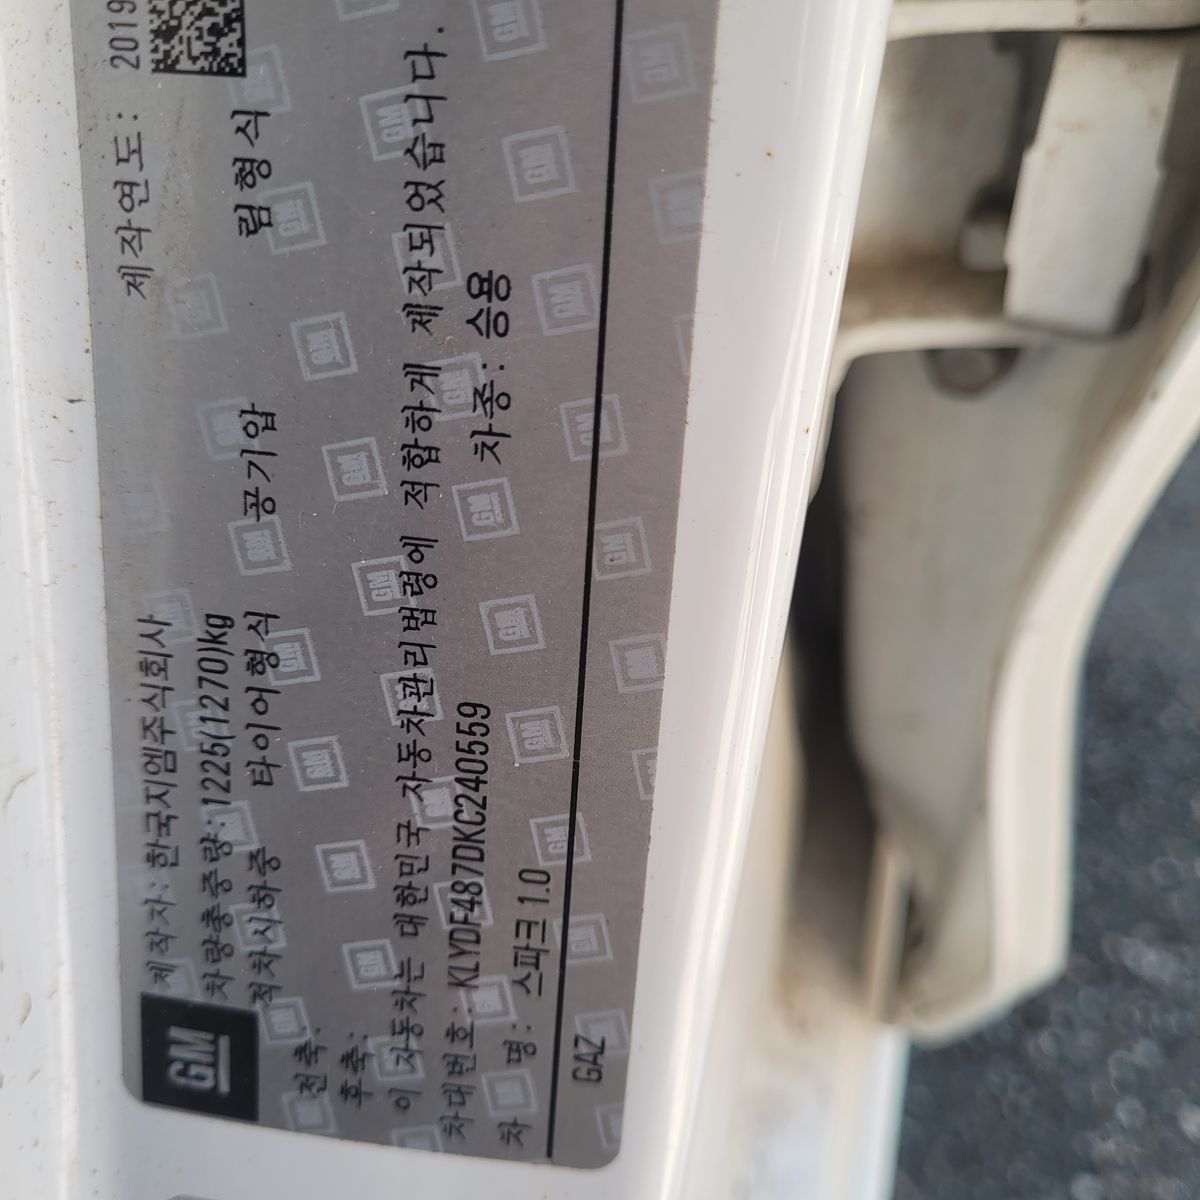 GM
제작자: 한국지엠주식회사 제작연도: 2019
차량총중량: 1225(1270)kg
적차시하중 타이어형식 공기압 림형식
전축:
후축:
이 자동차는 대한민국 자동차관리법령에 적합하게 제작되었습니다.
차대번호: KLYDF487DKC240559 차종: 승용
차 명: 스파크 1.0
GAZ